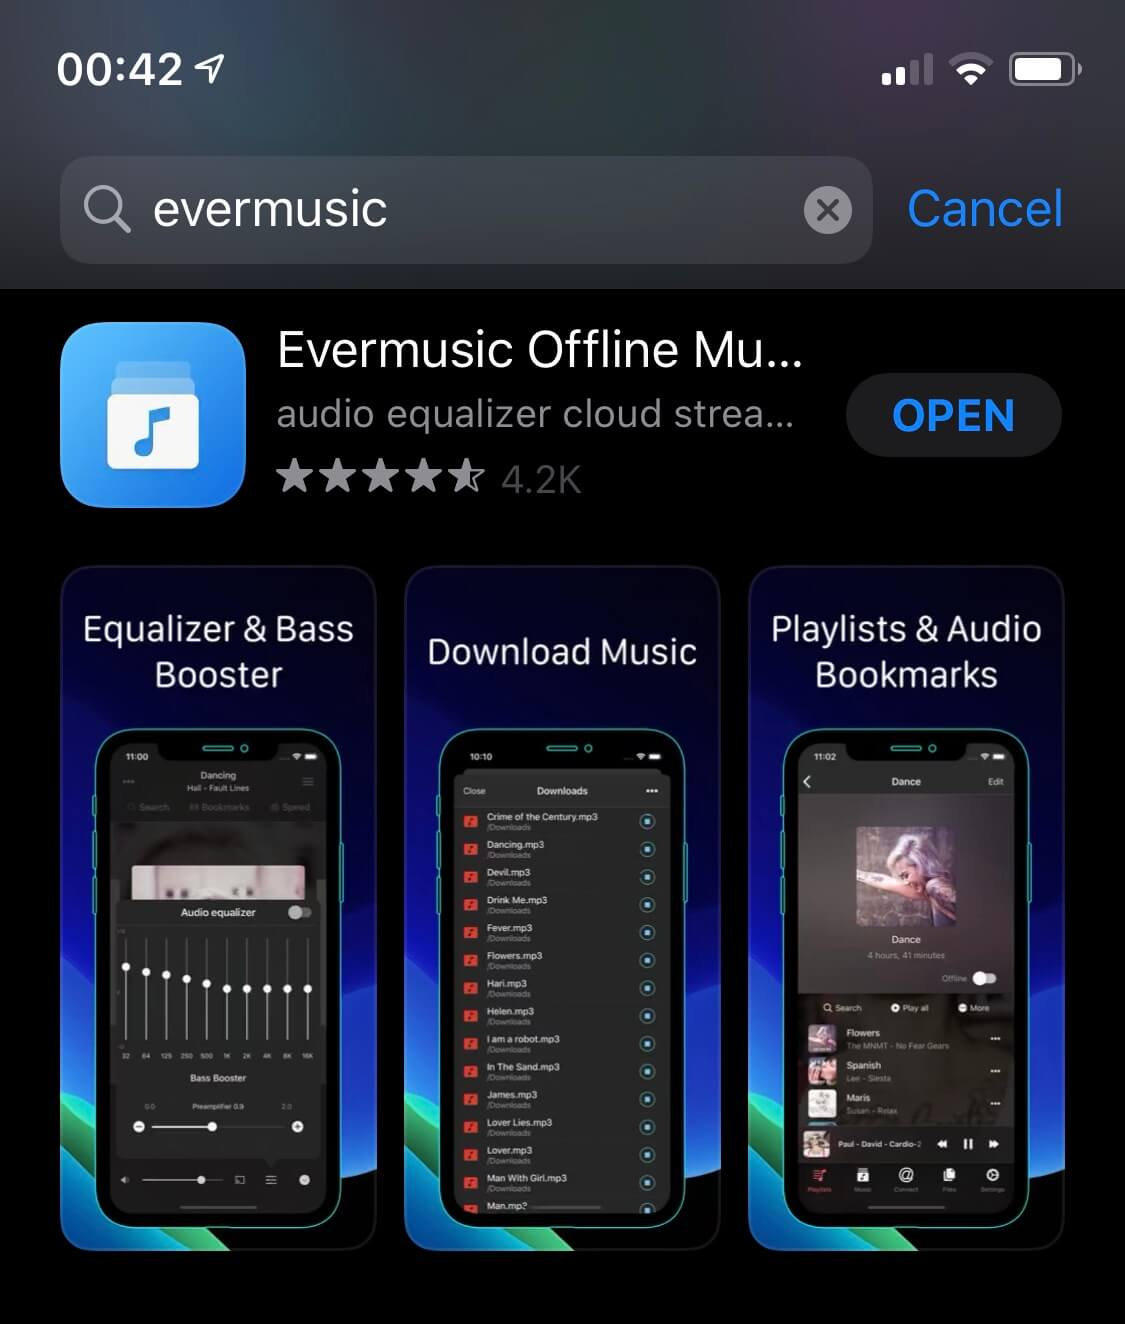 00:42
evermusic
Cancel
Evermusic Offline Mu...
audio equalizer cloud strea...
OPEN
4.2K
Equalizer & Bass
Booster
11:00
Dancing
Hall - Fault Lines
Search
Bookmarks
Speed
Audio equalizer
32 64 125 250 500 1K 2K 4K 8K 16K
Bass Booster
0.0 Preamplifier 0.9 2.0
Download Music
10:10
Close
Downloads
Crime of the Century.mp3
/Downloads
Dancing.mp3
/Downloads
Devil.mp3
/Downloads
Drink Me.mp3
/Downloads
Fever.mp3
/Downloads
Flowers.mp3
/Downloads
Hari.mp3
/Downloads
Helen.mp3
/Downloads
I am a robot.mp3
/Downloads
In The Sand.mp3
/Downloads
James.mp3
/Downloads
Lover Lies.mp3
/Downloads
Lover.mp3
/Downloads
Man With Girl.mp3
/Downloads
Playlists & Audio
Bookmarks
11:02
Dance
Edit
Dance
4 hours, 41 minutes
Offline
Search
Play all
More
Flowers
The MNMT - No Fear Gears
Spanish
Lee - Siesta
Maris
Susan - Relax
Paul - David - Cardio-2
Playlists
Music
Connect
Files
Settings